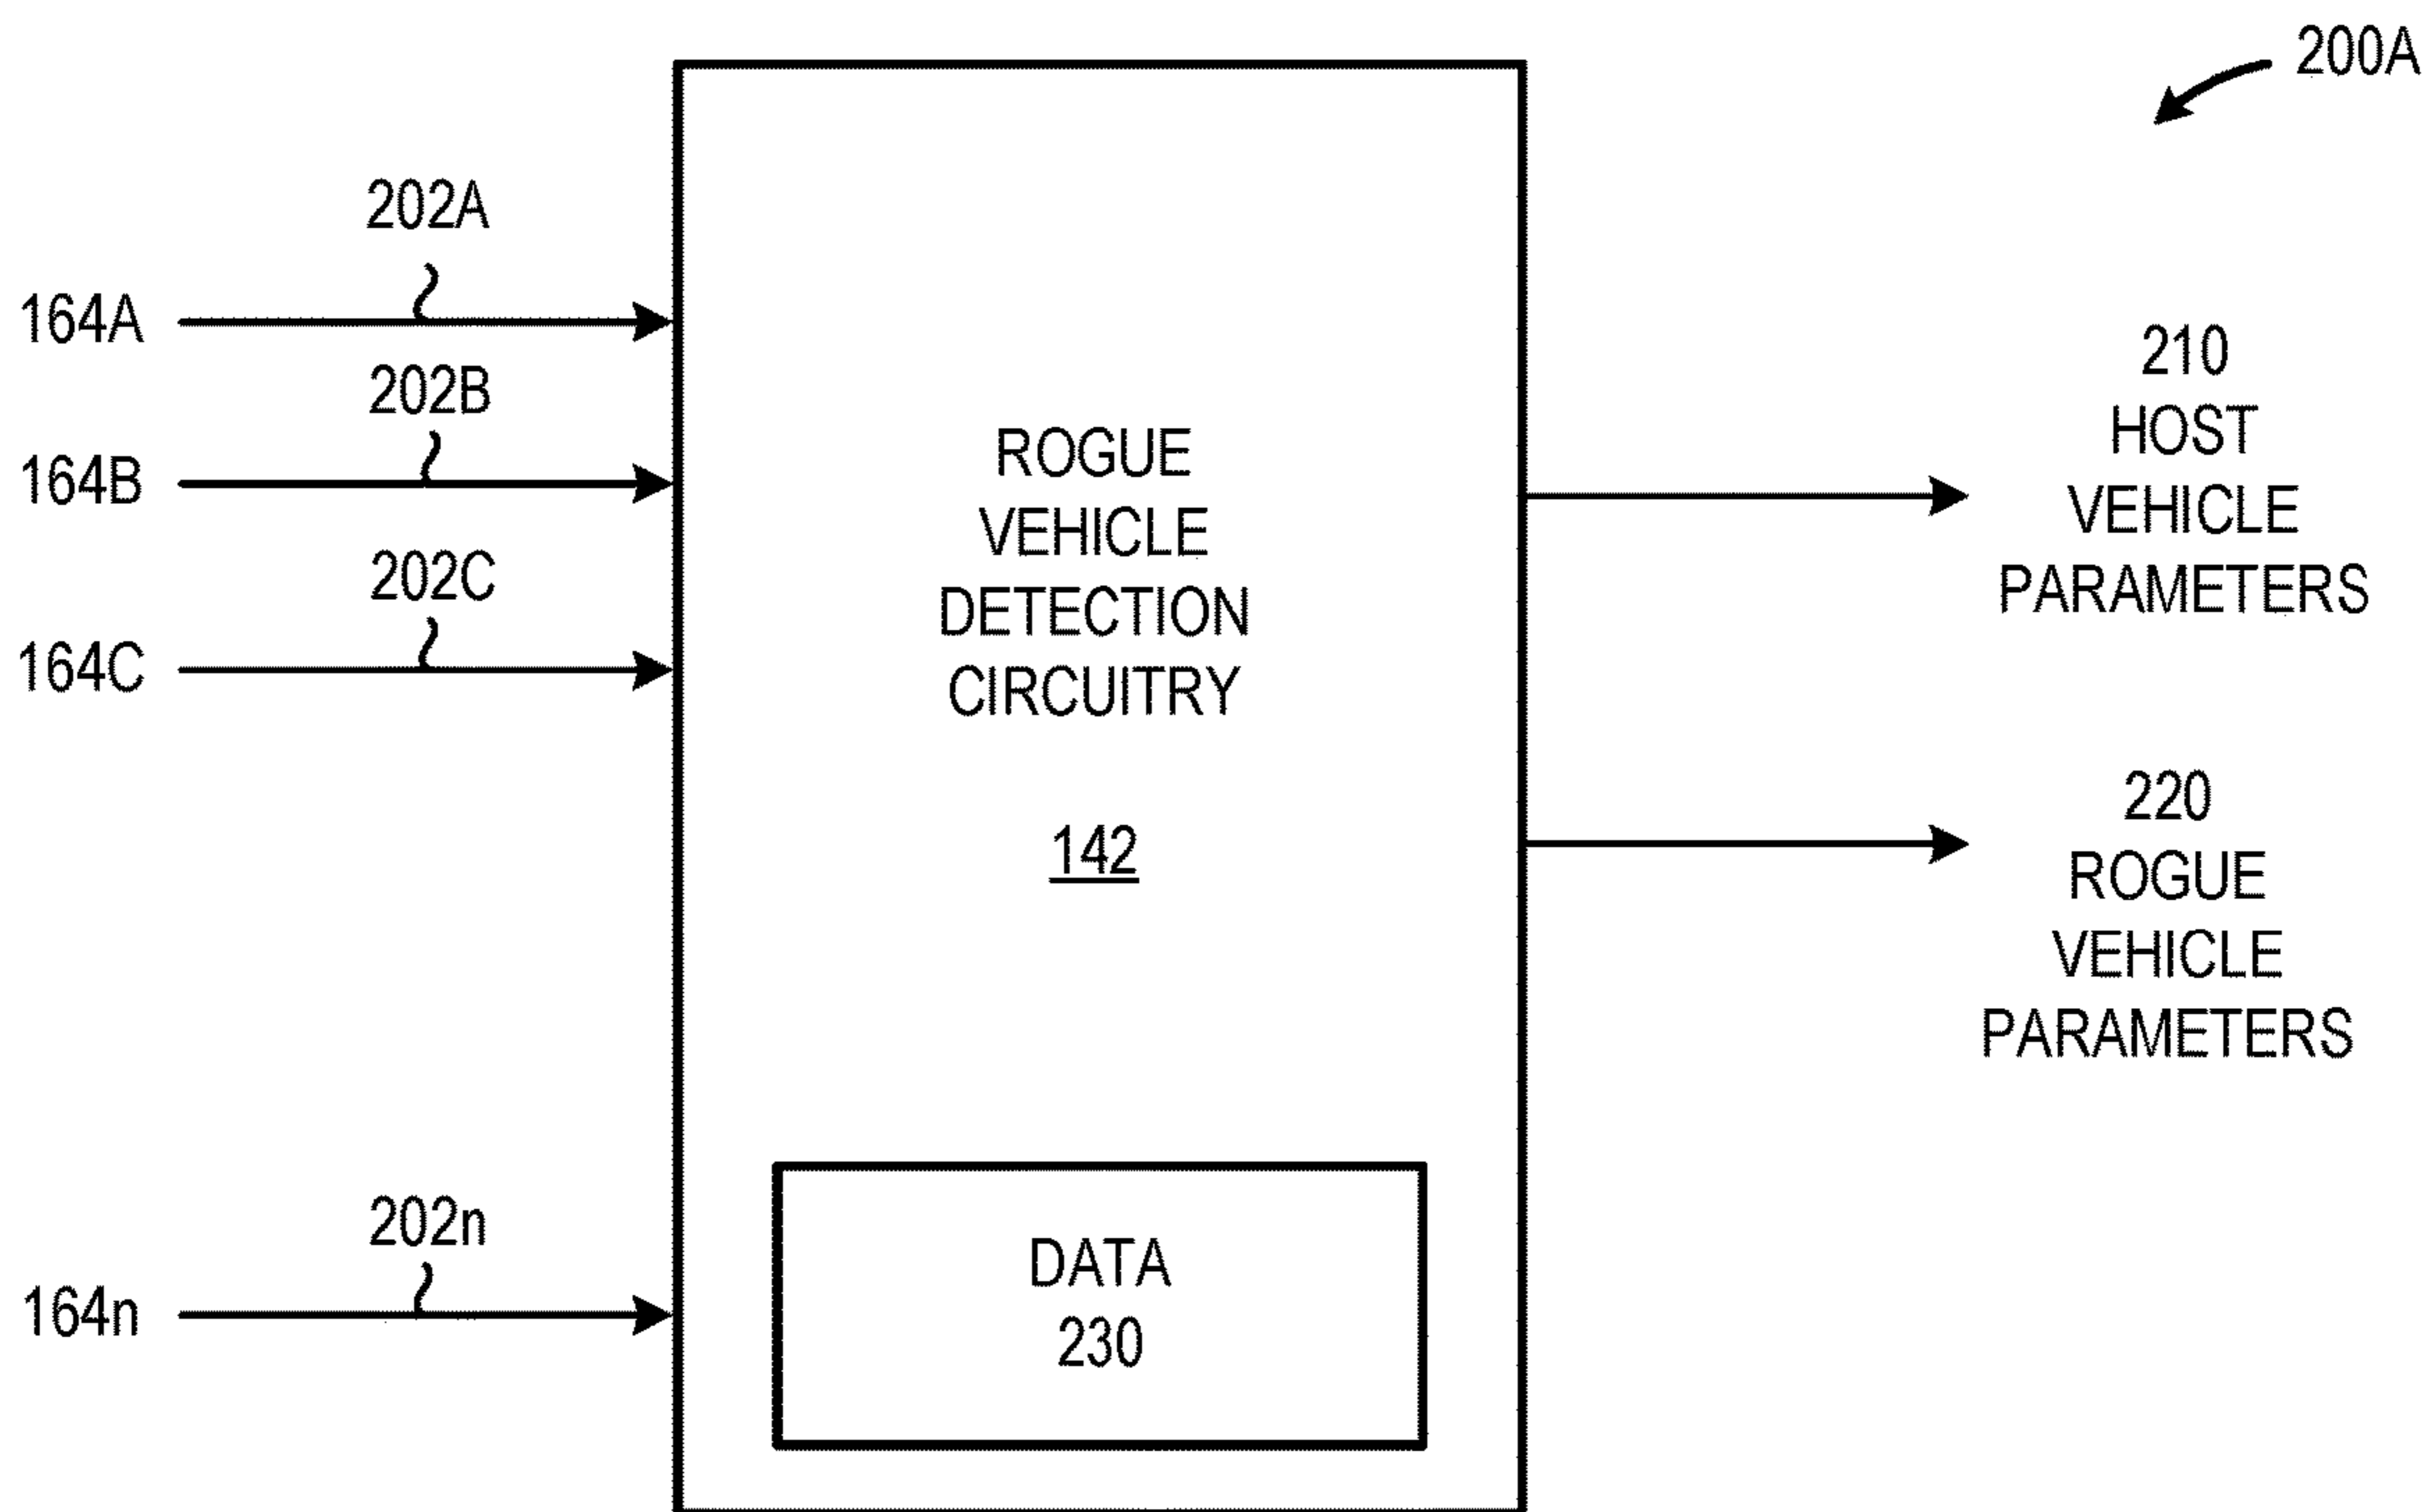 200A
202A
164A
202B
164B
202C
164C
202n
164n
ROGUE
VEHICLE
DETECTION
CIRCUITRY
142
DATA
230
210
HOST
VEHICLE
PARAMETERS
220
ROGUE
VEHICLE
PARAMETERS